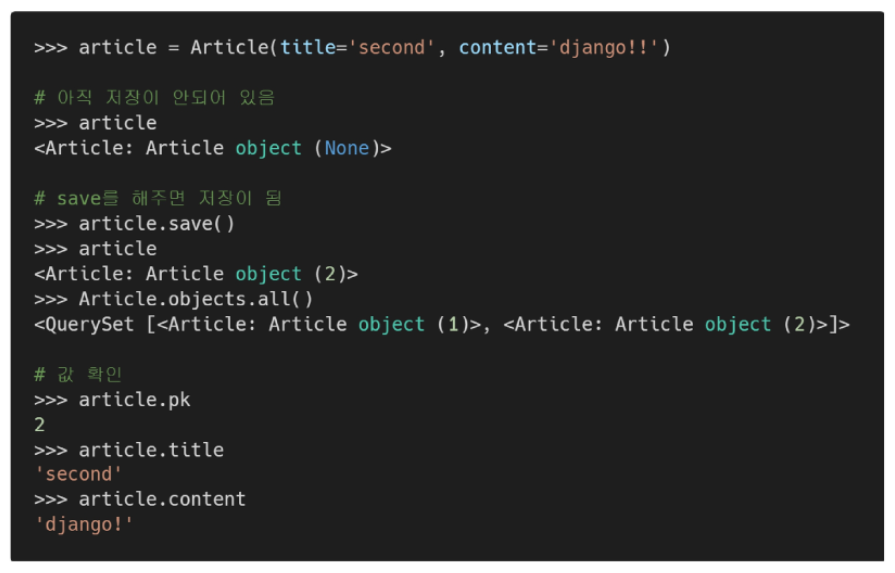 >>> article = Article(title='second', content='django!!')
# 아직 저장이 안되어 있음
>>> article
<Article: Article object (None)>
# save를 해주면 저장이 됨
>>> article.save()
>>> article
<Article: Article object (2)>
>>> Article.objects.all()
<QuerySet [<Article: Article object (1)>, <Article: Article object (2)>]>
# 값 확인
>>> article.pk
2
>>> article.title
'second'
>>> article.content
'django!'